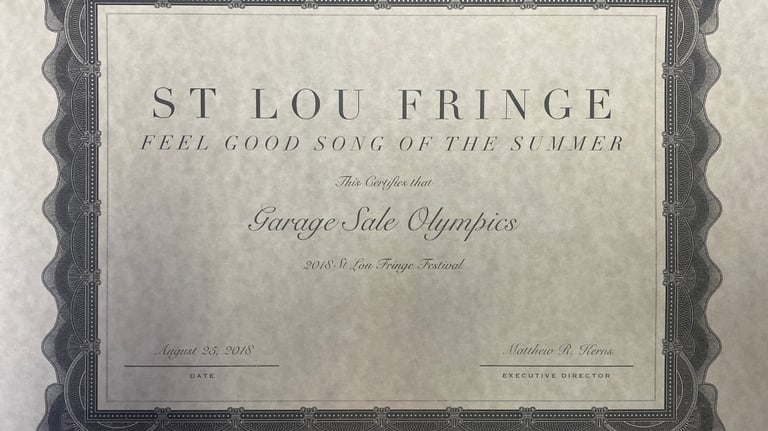 ST LOU FRINGE
FEEL GOOD SONG OF THE SUMMER
This Certifies that
Garage Sale Olympics
2018 St Lou Fringe Festival
August 25, 2018
Matthew R. Kerns
DATE
EXECUTIVE DIRECTOR